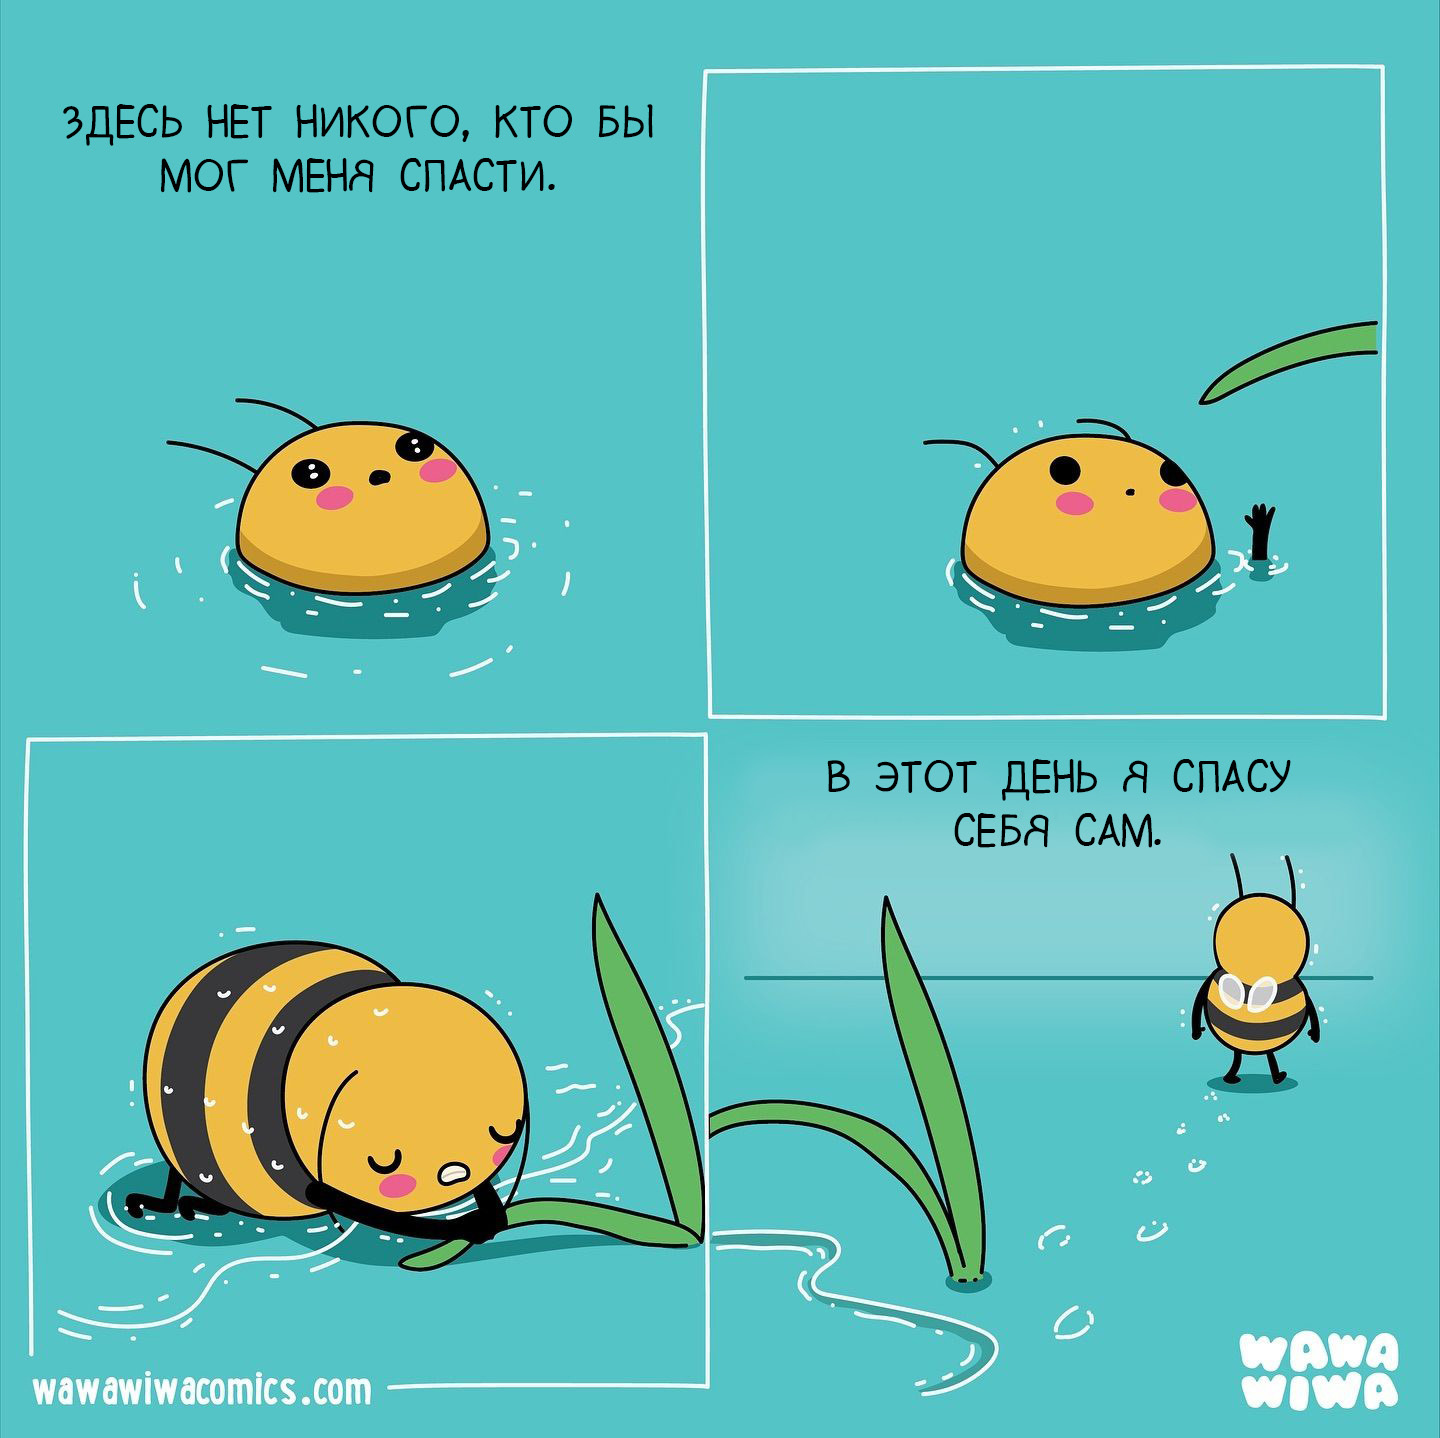 ЗДЕСЬ НЕТ НИКОГО, КТО БЫ
МОГ МЕНЯ СПАСТИ.
В ЭТОТ ДЕНЬ Я СПАСУ
СЕБЯ САМ.
wawawiwacomics.com
WAWA
WIWA